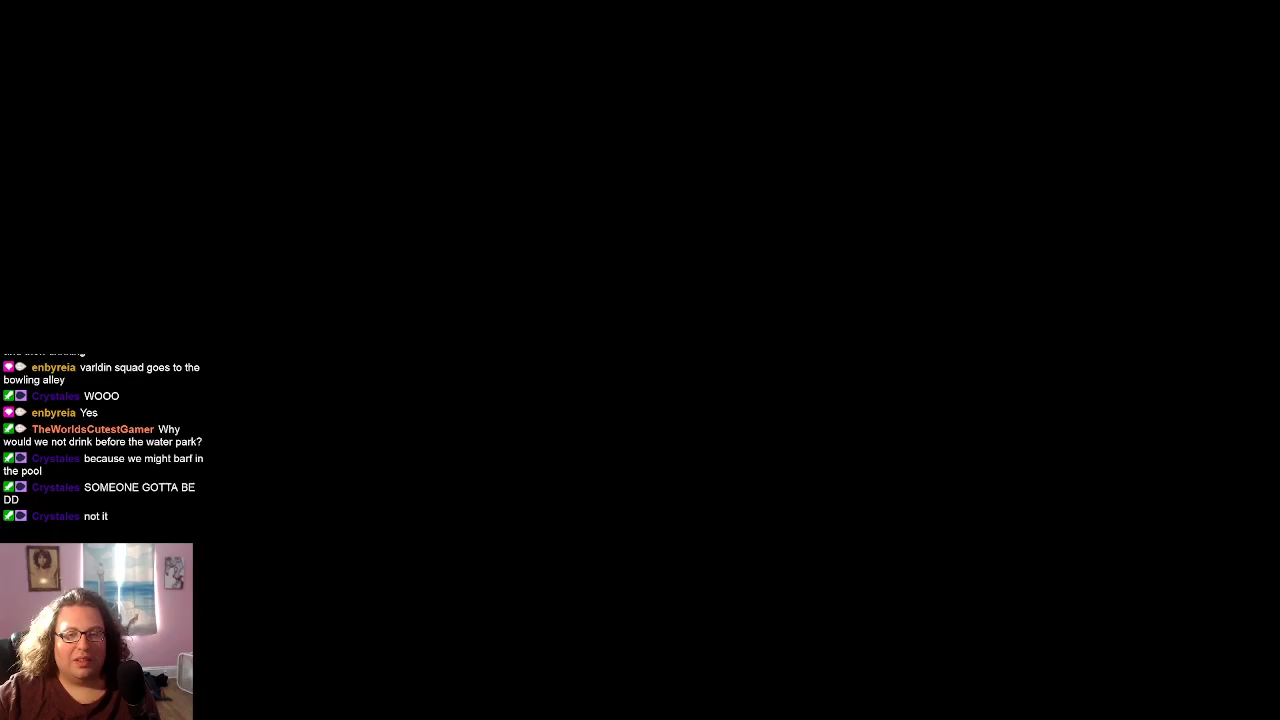 enbyreia varldin squad goes to the
bowling alley
Crystales WOOO
enbyreia Yes
TheWorldsCutestGamer Why
would we not drink before the water park?
Crystales because we might barf in
the pool
Crystales SOMEONE GOTTA BE
DD
Crystales not it